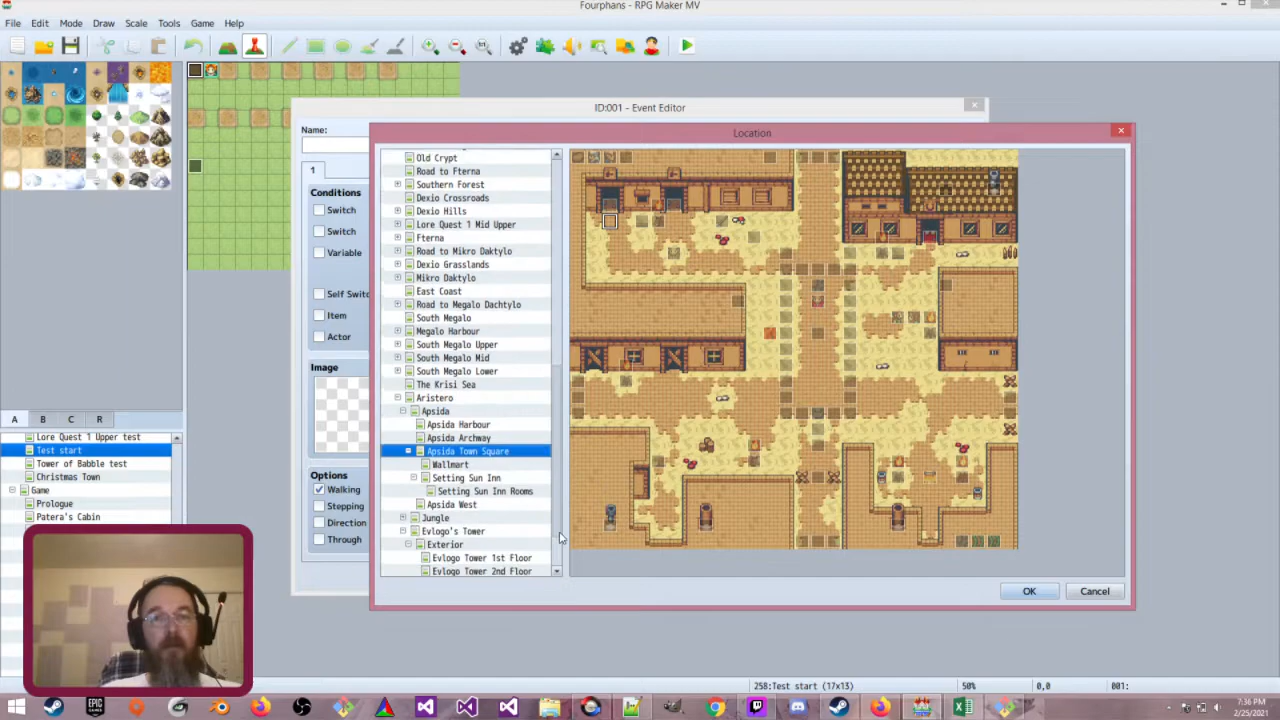 Fourphans - RPG Maker MV
File Edit Mode Draw Scale Tools Game Help
ID:001 - Event Editor
Name:
1
Conditions
Switch
Switch
Variable
Self Switc
Item
Actor
Image
Options
Walking
Stepping
Direction
Through
Location
Old Crypt
Road to Fterna
Southern Forest
Dexio Crossroads
Dexio Hills
Lore Quest 1 Mid Upper
Fterna
Road to Mikro Daktylo
Dexio Grasslands
Mikro Daktylo
East Coast
Road to Megalo Dachtylo
South Megalo
Megalo Harbour
South Megalo Upper
South Megalo Mid
South Megalo Lower
The Krisi Sea
Aristero
Apsida
Apsida Harbour
Apsida Archway
Apsida Town Square
Wallmart
Setting Sun Inn
Setting Sun Inn Rooms
Apsida West
Jungle
Evlogo's Tower
Exterior
Evlogo Tower 1st Floor
Evlogo Tower 2nd Floor
OK Cancel
A B C R
Lore Quest 1 Upper test
Test start
Tower of Babble test
Christmas Town
Game
Prologue
Patera's Cabin
258:Test start (17x13) 50% 0,0 001:
EPIC GAMES
7:36 PM
2/25/2021